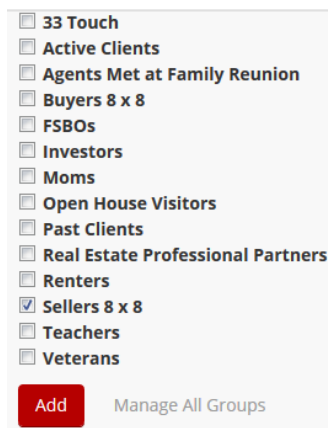 33 Touch
Active Clients
Agents Met at Family Reunion
Buyers 8 x 8
FSBOs
Investors
Moms
Open House Visitors
Past Clients
Real Estate Professional Partners
Renters
Sellers 8 x 8
Teachers
Veterans
Add Manage All Groups